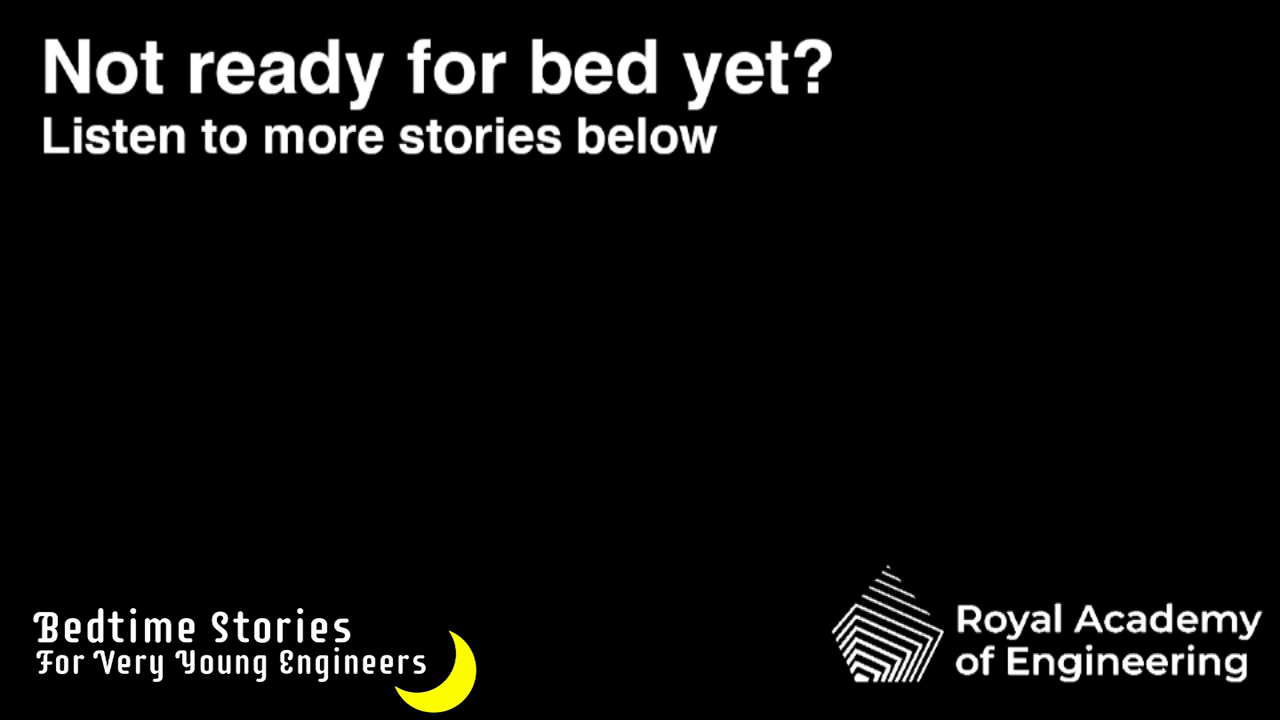 Not ready for bed yet?
Listen to more stories below
Bedtime Stories
For Very Young Engineers
Royal Academy
of Engineering